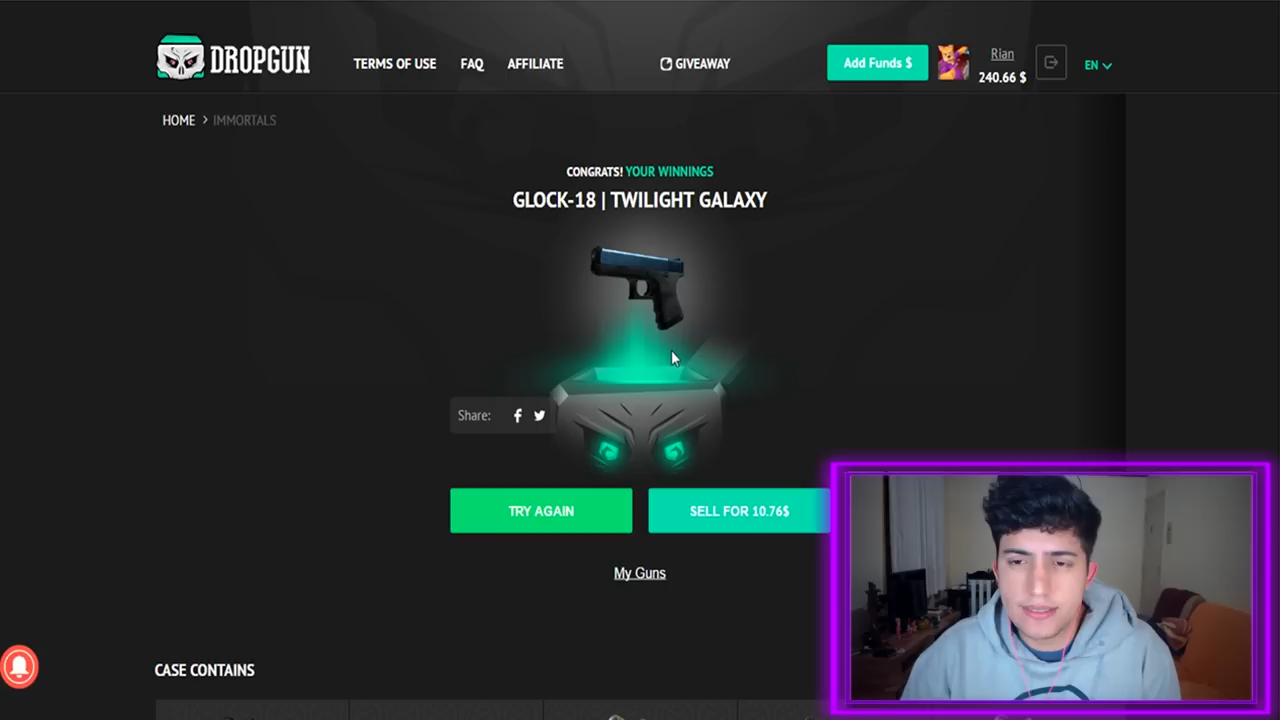 DROPGUN
TERMS OF USE
FAQ
AFFILIATE
GIVEAWAY
Add Funds $
Rian
240.66 $
EN
HOME > IMMORTALS
CONGRATS! YOUR WINNINGS
GLOCK-18 | TWILIGHT GALAXY
Share:
TRY AGAIN
SELL FOR 10.76$
My Guns
CASE CONTAINS